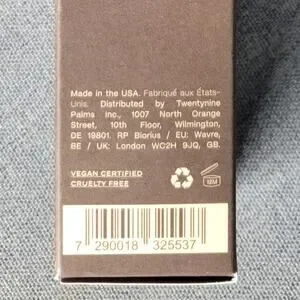 Made in the USA. Fabriqué aux États-
Unis. Distributed by Twentynine
Palms Inc., 1007 North Orange
Street, 10th Floor, Wilmington,
DE 19801. RP Biorius / EU: Wavre,
BE / UK: London WC2H 9JQ, GB.
VEGAN CERTIFIED
CRUELTY FREE
12M
7 290018 325537